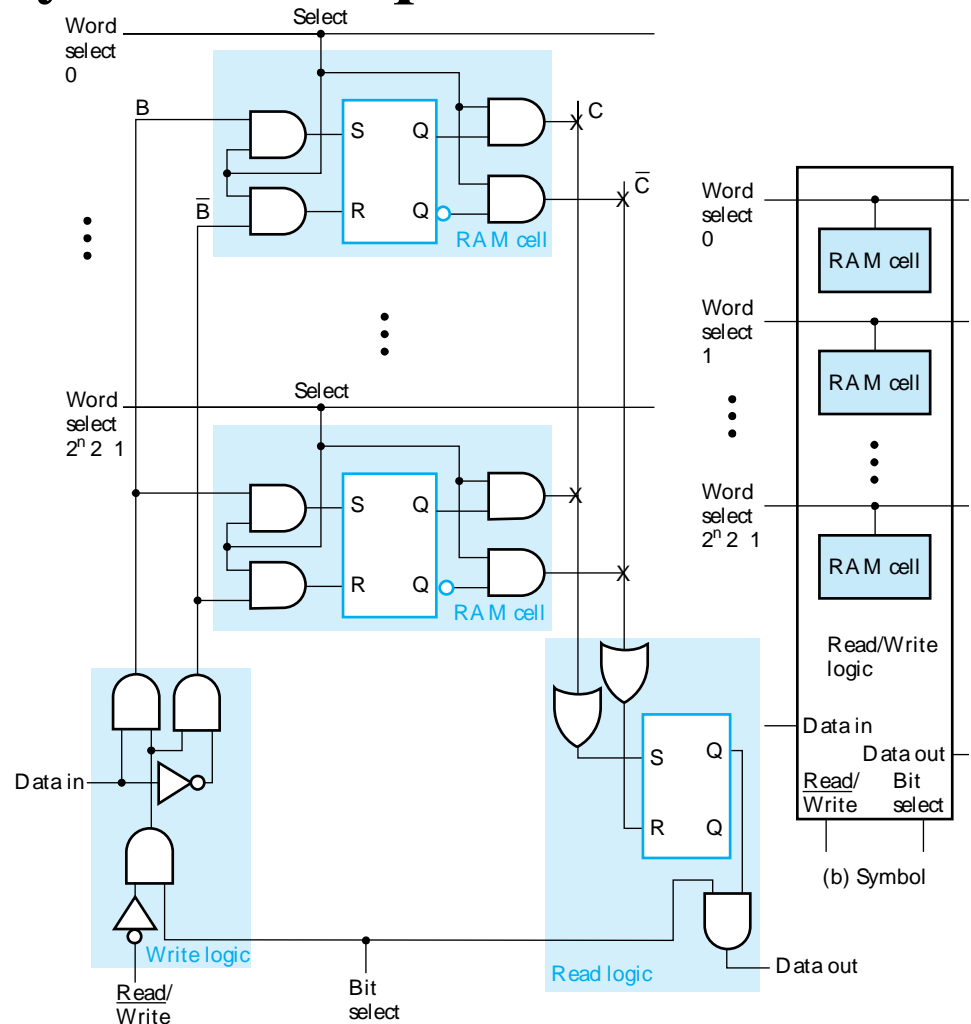 Select
Word
select
0
B
S
Q
C
B̅
R
Q
RAM cell
C̅
Select
Word
select
2ⁿ 2 1
S
Q
R
Q
RAM cell
Data in
Write logic
Read/
Write
Bit
select
S
Q
R
Q
Read logic
Data out
Word
select
0
RAM cell
Word
select
1
RAM cell
Word
select
2ⁿ 2 1
RAM cell
Read/Write
logic
Data in
Data out
Read/
Write
Bit
select
(b) Symbol